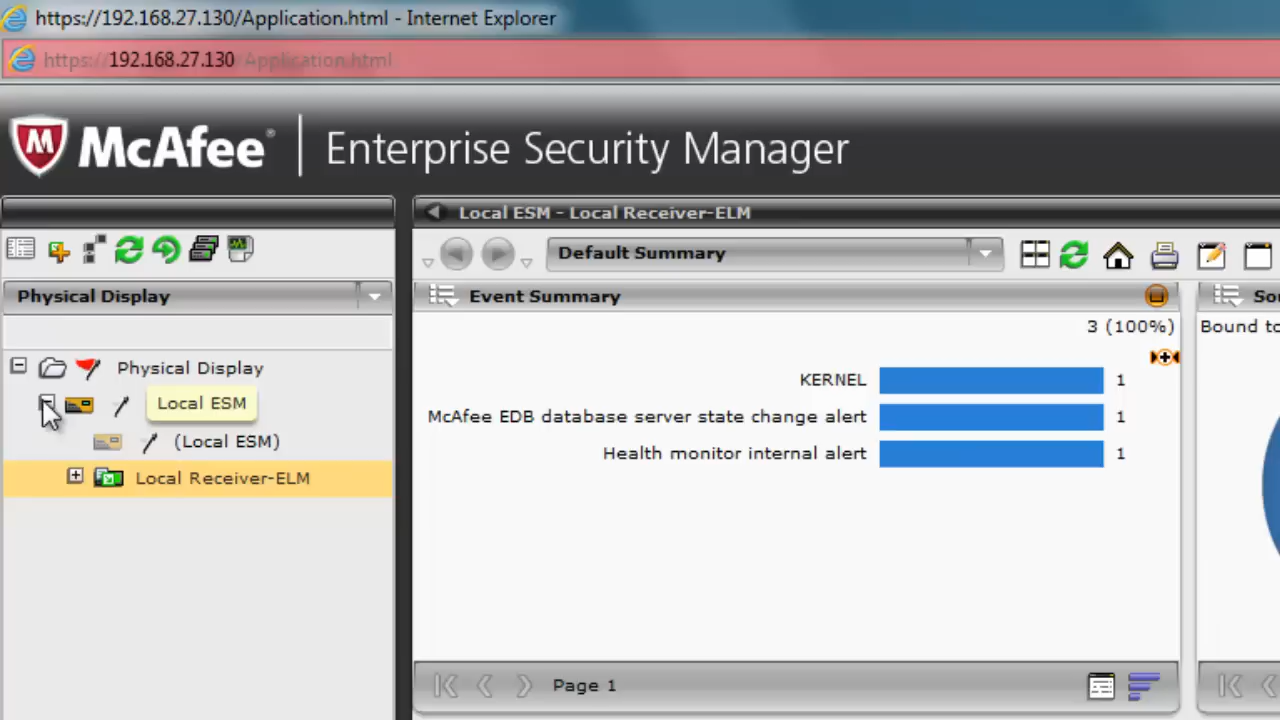 https://192.168.27.130/Application.html - Internet Explorer
https://192.168.27.130/Application.html
McAfee® | Enterprise Security Manager
Local ESM - Local Receiver-ELM
Default Summary
Physical Display
Event Summary
3 (100%)
Bound to
Physical Display
KERNEL 1
Local ESM
McAfee EDB database server state change alert 1
(Local ESM)
Health monitor internal alert 1
Local Receiver-ELM
Page 1